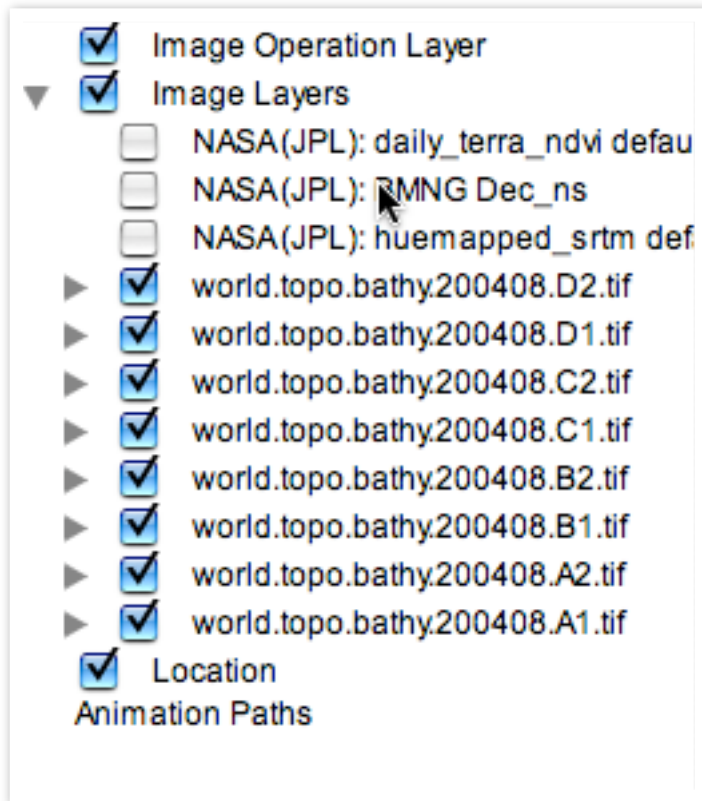 Image Operation Layer
Image Layers
NASA(JPL): daily_terra_ndvi defau
NASA(JPL): BMNG Dec_ns
NASA(JPL): huemapped_srtm def
world.topo.bathy.200408.D2.tif
world.topo.bathy.200408.D1.tif
world.topo.bathy.200408.C2.tif
world.topo.bathy.200408.C1.tif
world.topo.bathy.200408.B2.tif
world.topo.bathy.200408.B1.tif
world.topo.bathy.200408.A2.tif
world.topo.bathy.200408.A1.tif
Location
Animation Paths